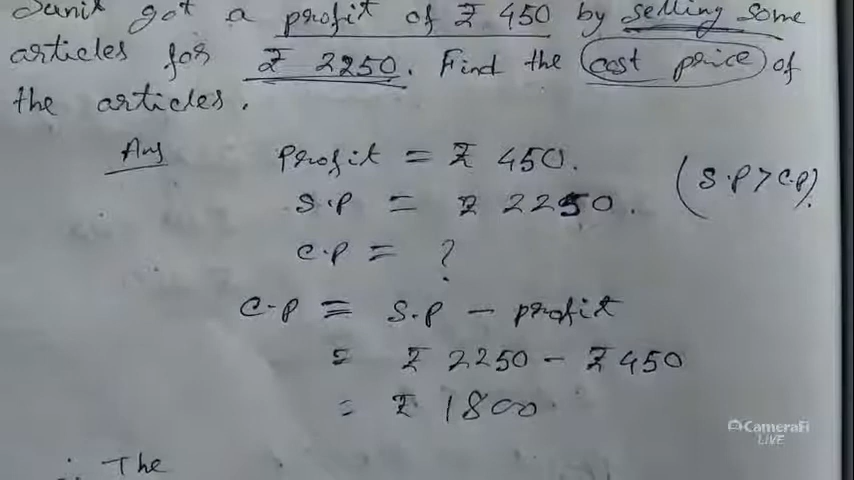 Sunil got a profit of ₹ 450 by selling some
articles for ₹ 2250. Find the cost price of
the articles.
Ans
Profit = ₹ 450.
S.P = ₹ 2250. (S.P > C.P).
C.P = ?
C.P = S.P - profit
= ₹ 2250 - ₹ 450
= ₹ 1800
∴ The
CameraFi
LIVE